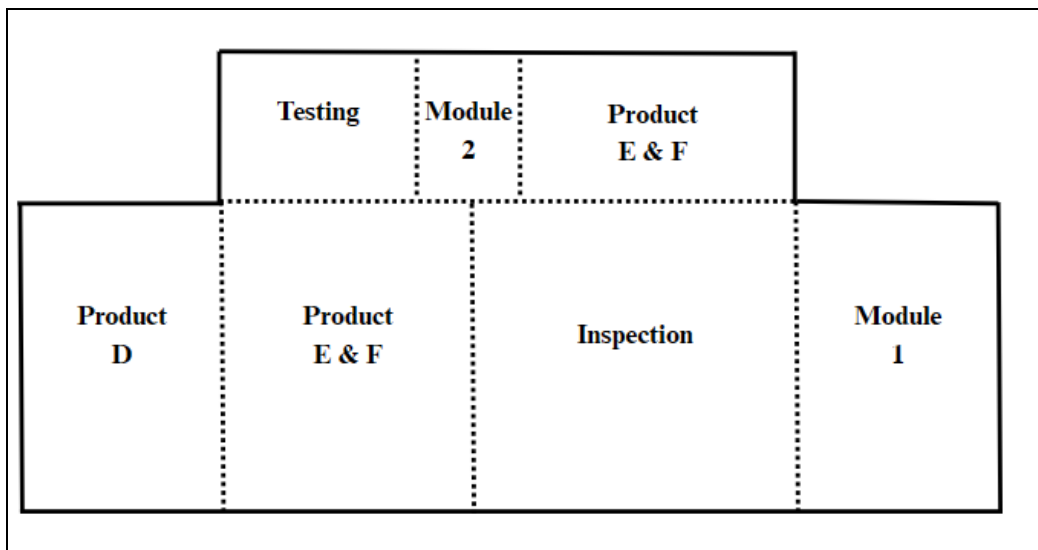 Testing
Module
2
Product
E & F
Product
D
Product
E & F
Inspection
Module
1